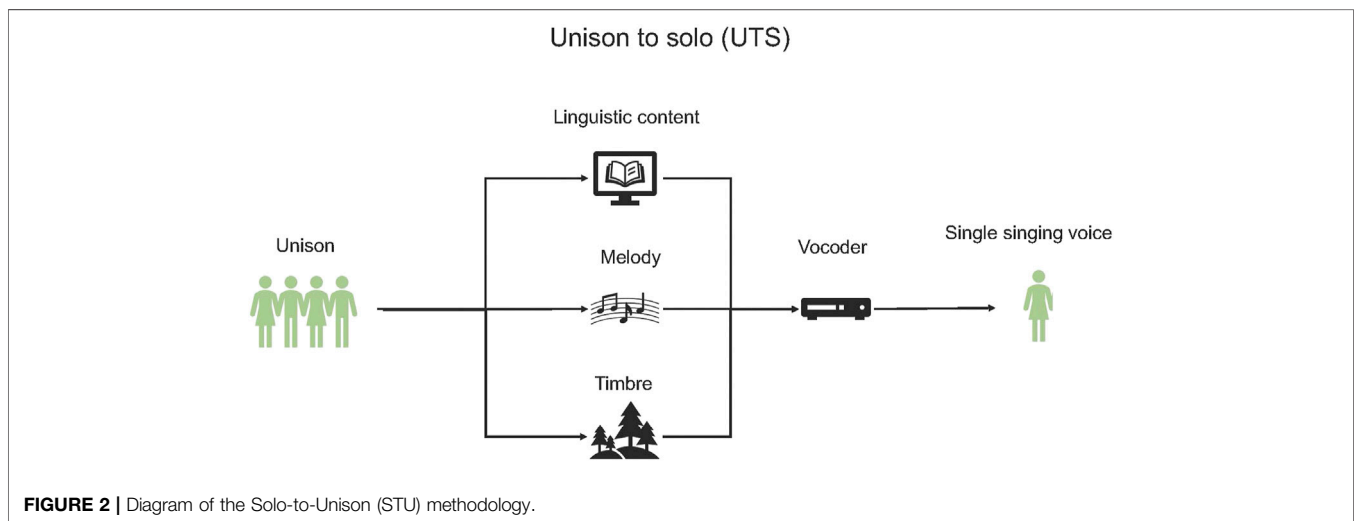 Unison to solo (UTS)
Linguistic content
Unison
Melody
Vocoder
Single singing voice
Timbre
FIGURE 2 | Diagram of the Solo-to-Unison (STU) methodology.